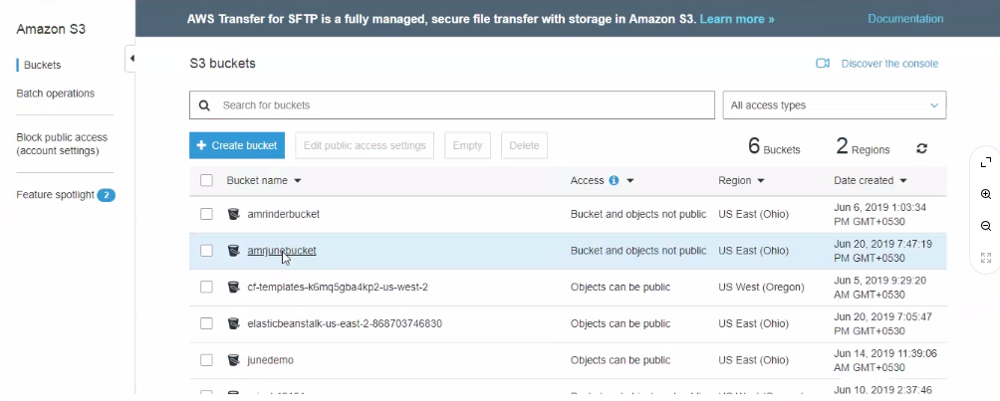 AWS Transfer for SFTP is a fully managed, secure file transfer with storage in Amazon S3. Learn more » Documentation
Amazon S3
Buckets
Batch operations
Block public access
(account settings)
Feature spotlight 2
S3 buckets
Discover the console
Search for buckets
All access types
+ Create bucket
Edit public access settings
Empty
Delete
6 Buckets
2 Regions
Bucket name Access Region Date created
amrinderbucket Bucket and objects not public US East (Ohio) Jun 6, 2019 1:03:34
PM GMT+0530
amrjunebucket Bucket and objects not public US East (Ohio) Jun 20, 2019 7:47:19
PM GMT+0530
cf-templates-k6mq5gba4kp2-us-west-2 Objects can be public US West (Oregon) Jun 5, 2019 9:29:20
AM GMT+0530
elasticbeanstalk-us-east-2-868703746830 Objects can be public US East (Ohio) Jun 20, 2019 7:05:47
PM GMT+0530
junedemo Objects can be public US East (Ohio) Jun 14, 2019 11:39:06
AM GMT+0530
Jun 10, 2019 2:37:46